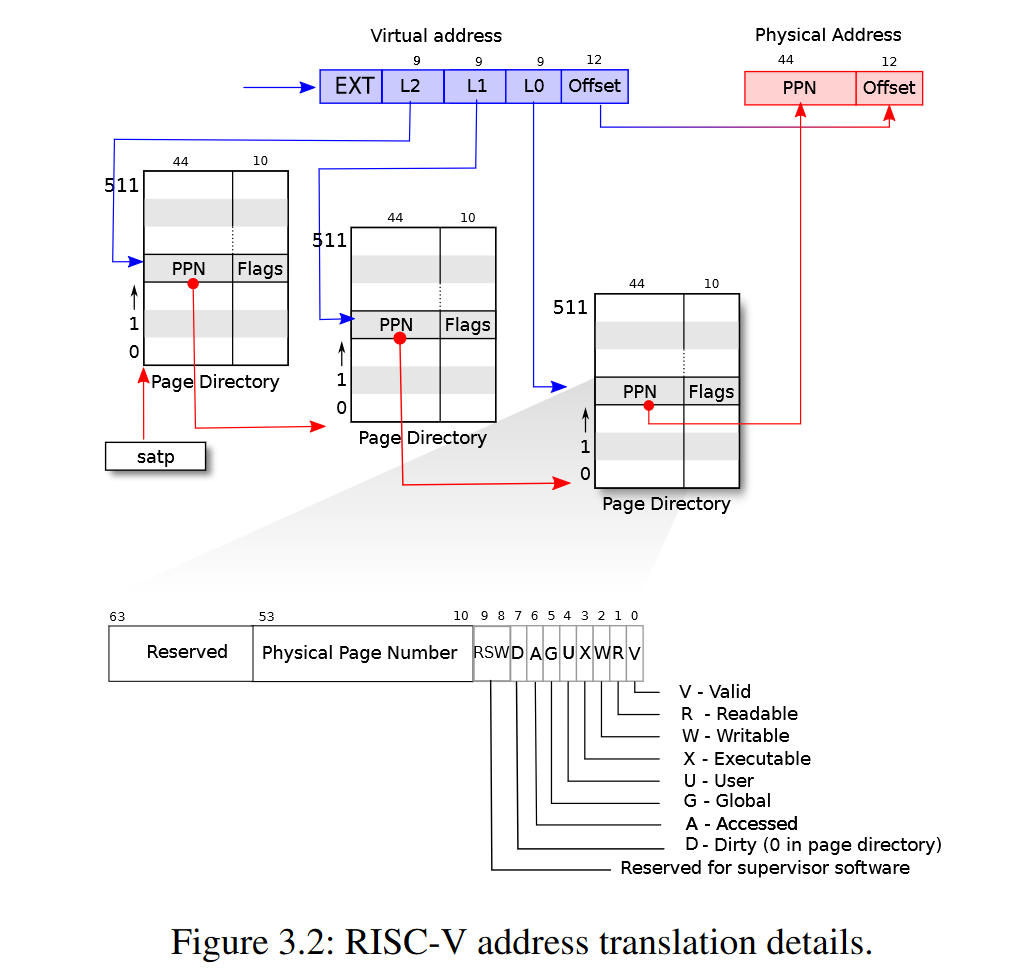 Virtual address
Physical Address
9 9 9 12
44 12
EXT L2 L1 L0 Offset
PPN Offset
44 10
511
PPN Flags
1
0
Page Directory
satp
44 10
511
PPN Flags
1
0
Page Directory
44 10
511
PPN Flags
1
0
Page Directory
63 53 10 9 8 7 6 5 4 3 2 1 0
Reserved Physical Page Number RSW D A G U X W R V
V - Valid
R - Readable
W - Writable
X - Executable
U - User
G - Global
A - Accessed
D - Dirty (0 in page directory)
Reserved for supervisor software
Figure 3.2: RISC-V address translation details.